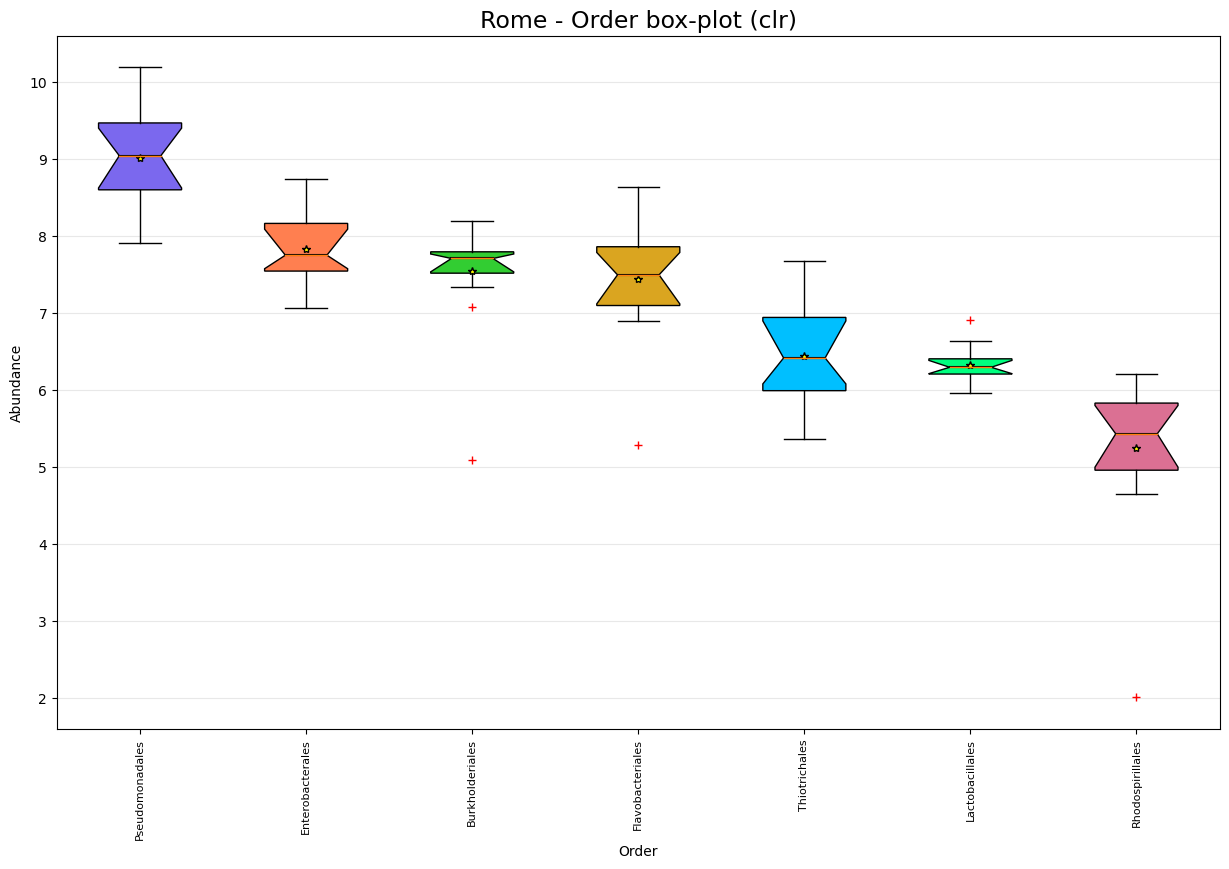 Rome - Order box-plot (clr)
10
9
8
7
6
5
4
3
2
Abundance
Pseudomonadales
Enterobacterales
Burkholderiales
Flavobacteriales
Thiotrichales
Lactobacillales
Rhodospirillales
Order